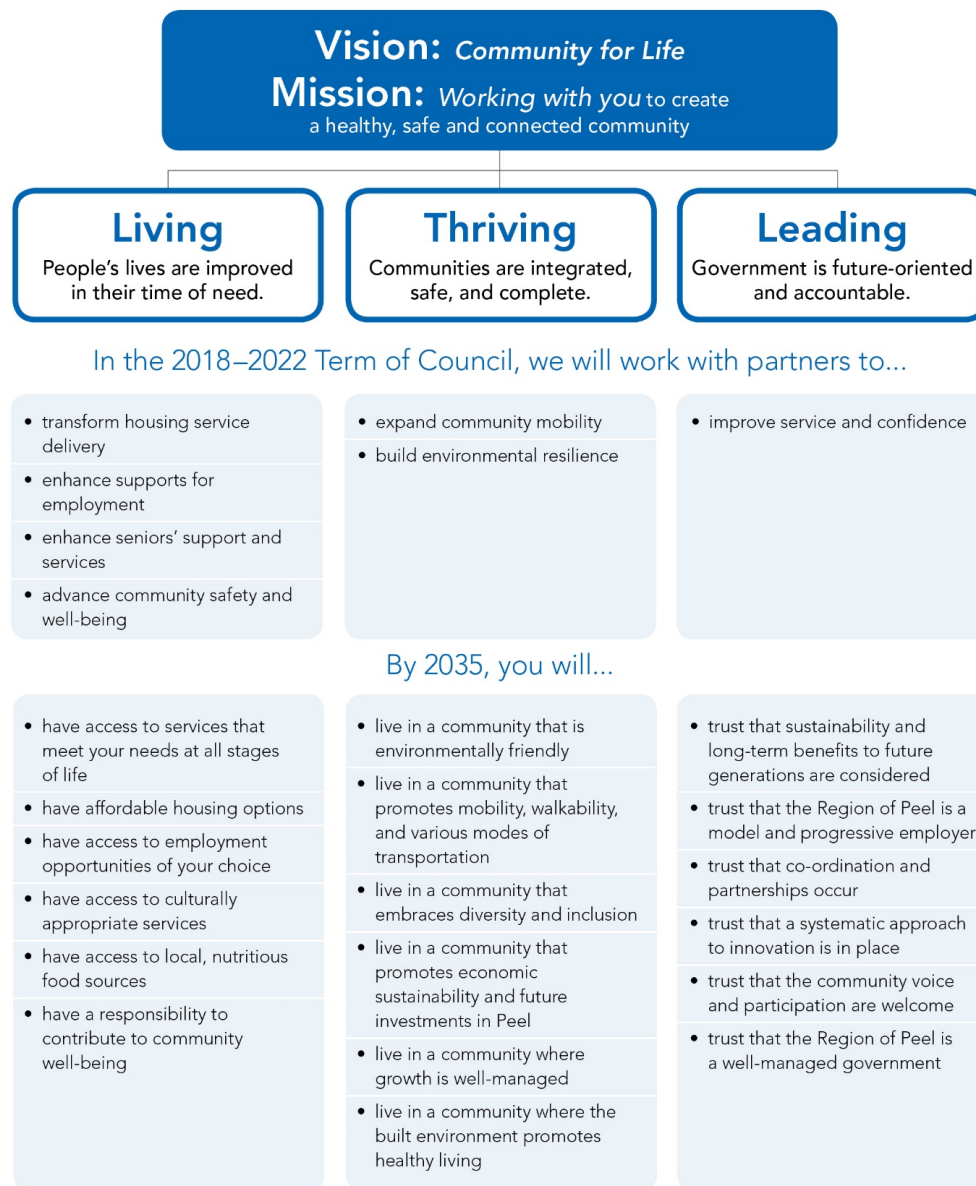 Vision: Community for Life
Mission: Working with you to create
a healthy, safe and connected community
Living
People’s lives are improved
in their time of need.
Thriving
Communities are integrated,
safe, and complete.
Leading
Government is future-oriented
and accountable.
In the 2018–2022 Term of Council, we will work with partners to...
• transform housing service
delivery
• enhance supports for
employment
• enhance seniors’ support and
services
• advance community safety and
well-being
• expand community mobility
• build environmental resilience
• improve service and confidence
By 2035, you will...
• have access to services that
meet your needs at all stages
of life
• have affordable housing options
• have access to employment
opportunities of your choice
• have access to culturally
appropriate services
• have access to local, nutritious
food sources
• have a responsibility to
contribute to community
well-being
• live in a community that is
environmentally friendly
• live in a community that
promotes mobility, walkability,
and various modes of
transportation
• live in a community that
embraces diversity and inclusion
• live in a community that
promotes economic
sustainability and future
investments in Peel
• live in a community where
growth is well-managed
• live in a community where the
built environment promotes
healthy living
• trust that sustainability and
long-term benefits to future
generations are considered
• trust that the Region of Peel is a
model and progressive employer
• trust that co-ordination and
partnerships occur
• trust that a systematic approach
to innovation is in place
• trust that the community voice
and participation are welcome
• trust that the Region of Peel is
a well-managed government